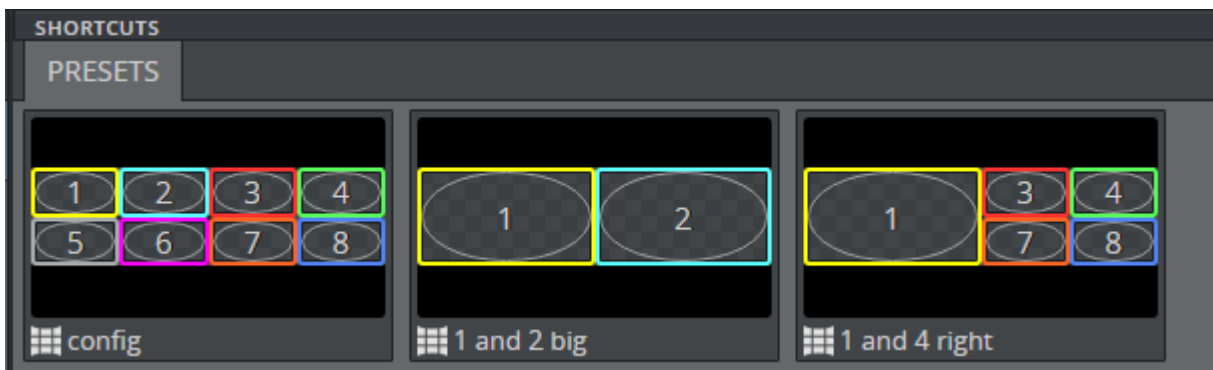 SHORTCUTS
PRESETS
1 2 3 4
5 6 7 8
config
1 2
1 and 2 big
1 3 4
7 8
1 and 4 right